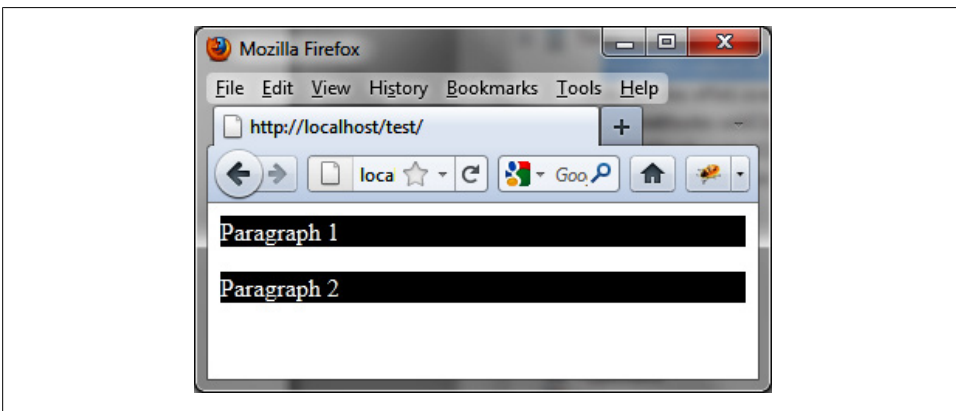 Mozilla Firefox
File Edit View History Bookmarks Tools Help
http://localhost/test/
loca Goo
Paragraph 1
Paragraph 2